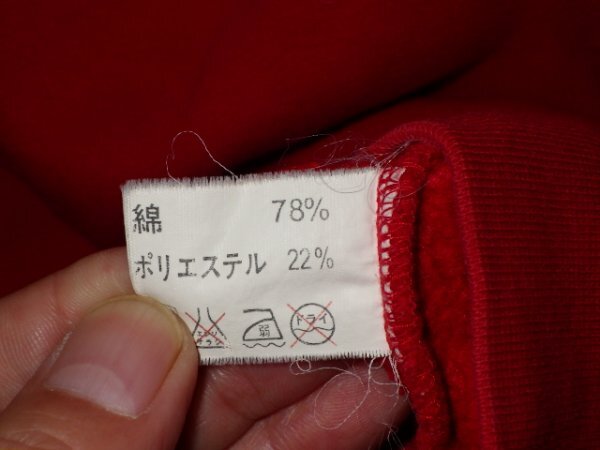 綿 78%
ポリエステル 22%
弱 ドライ